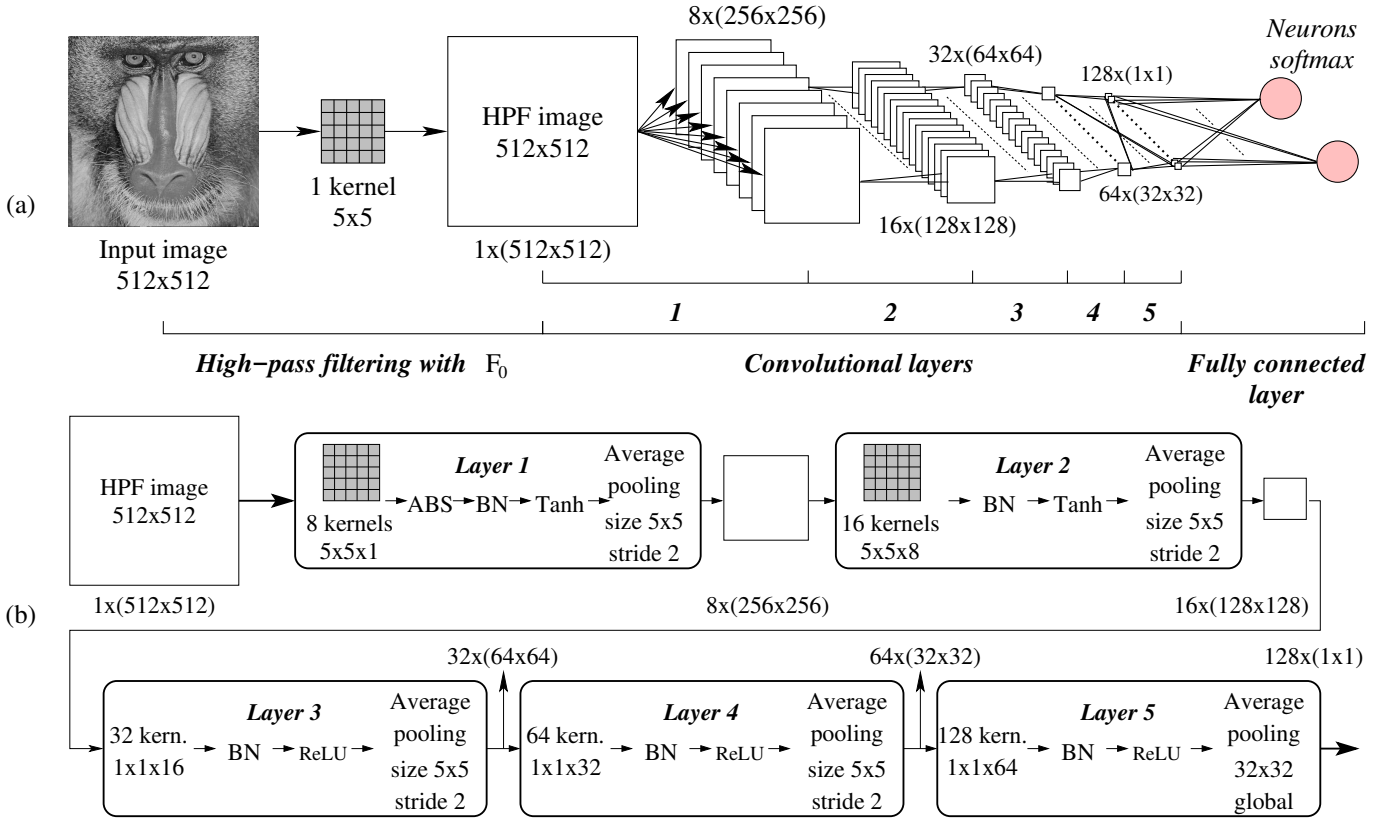 8x(256x256)
Neurons
softmax
32x(64x64)
128x(1x1)
HPF image
512x512
1 kernel
5x5
(a)
64x(32x32)
16x(128x128)
Input image
512x512
1x(512x512)
1 2 3 4 5
High−pass filtering with F0
Convolutional layers
Fully connected
layer
HPF image
512x512
1x(512x512)
Layer 1
8 kernels
5x5x1
ABS BN Tanh
Average
pooling
size 5x5
stride 2
8x(256x256)
Layer 2
16 kernels
5x5x8
BN Tanh
Average
pooling
size 5x5
stride 2
16x(128x128)
(b)
32x(64x64)
64x(32x32)
128x(1x1)
Layer 3
32 kern.
1x1x16
BN ReLU
Average
pooling
size 5x5
stride 2
Layer 4
64 kern.
1x1x32
BN ReLU
Average
pooling
size 5x5
stride 2
Layer 5
128 kern.
1x1x64
BN ReLU
Average
pooling
32x32
global